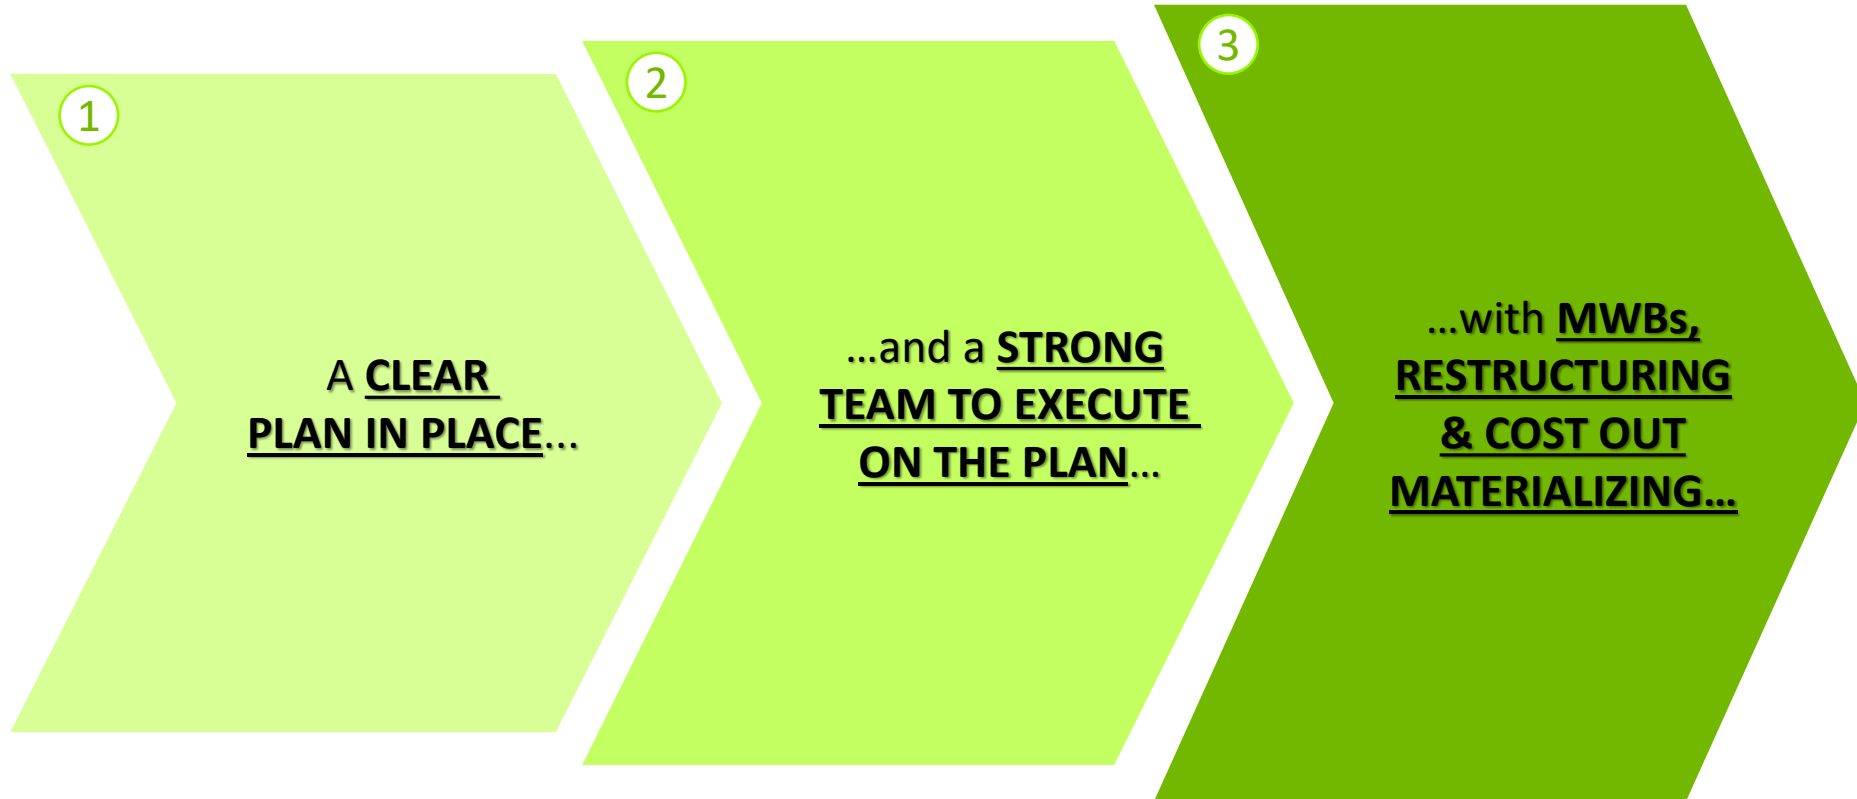 1
A CLEAR
PLAN IN PLACE...
2
...and a STRONG
TEAM TO EXECUTE
ON THE PLAN...
3
...with MWBs,
RESTRUCTURING
& COST OUT
MATERIALIZING...